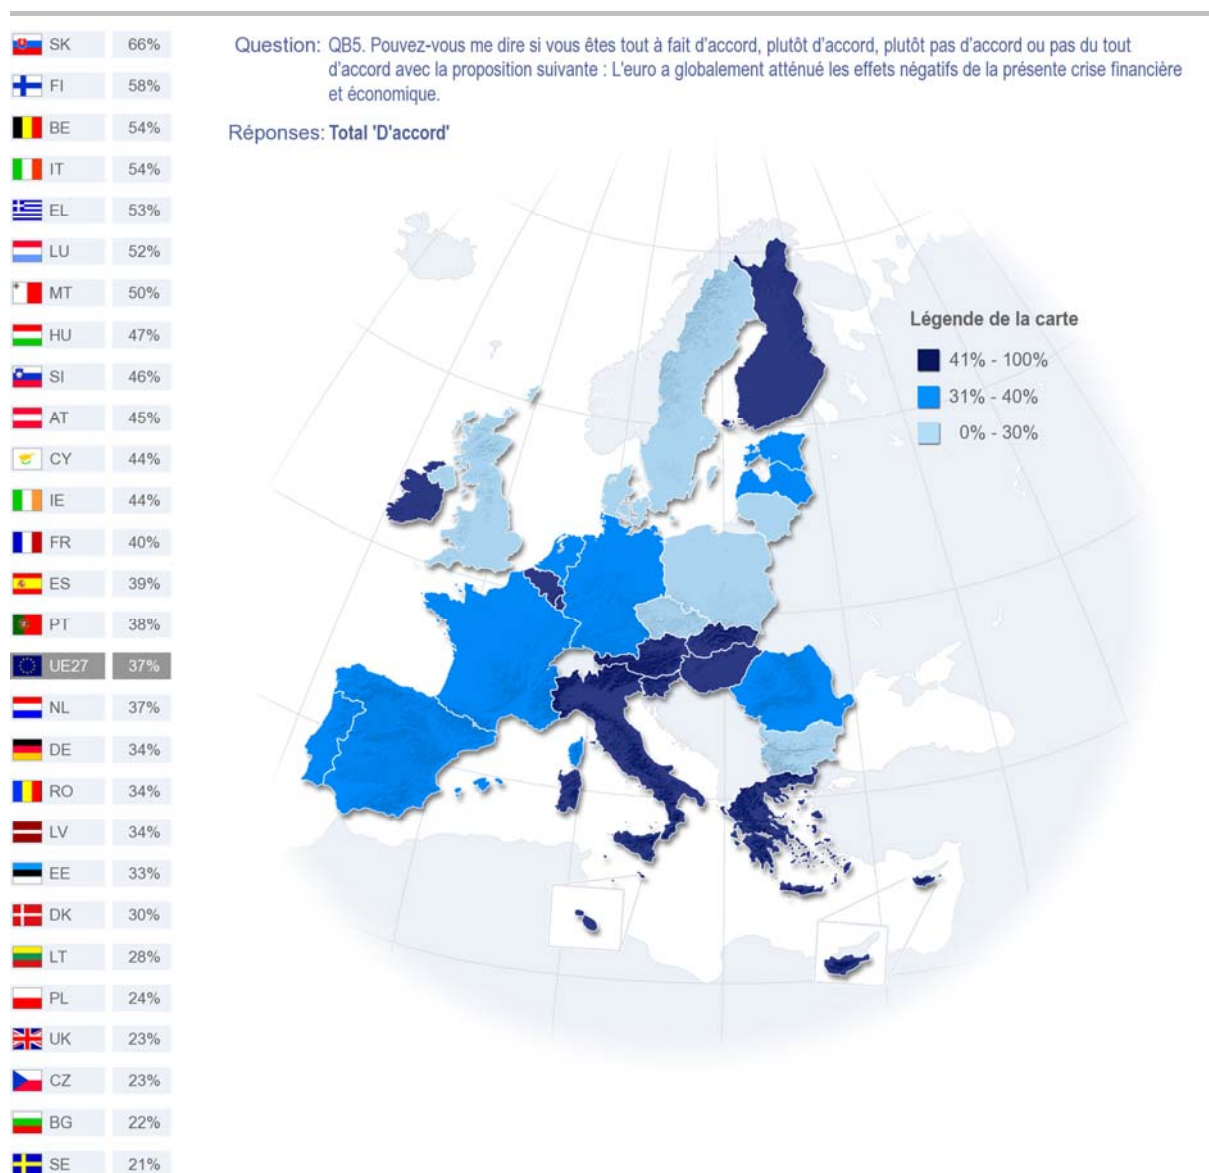 SK 66%
FI 58%
BE 54%
IT 54%
EL 53%
LU 52%
MT 50%
HU 47%
SI 46%
AT 45%
CY 44%
IE 44%
FR 40%
ES 39%
PT 38%
UE27 37%
NL 37%
DE 34%
RO 34%
LV 34%
EE 33%
DK 30%
LT 28%
PL 24%
UK 23%
CZ 23%
BG 22%
SE 21%
Question: QB5. Pouvez-vous me dire si vous êtes tout à fait d'accord, plutôt d'accord, plutôt pas d'accord ou pas du tout
d'accord avec la proposition suivante : L'euro a globalement atténué les effets négatifs de la présente crise financière
et économique.
Réponses: Total 'D'accord'
Légende de la carte
41% - 100%
31% - 40%
0% - 30%